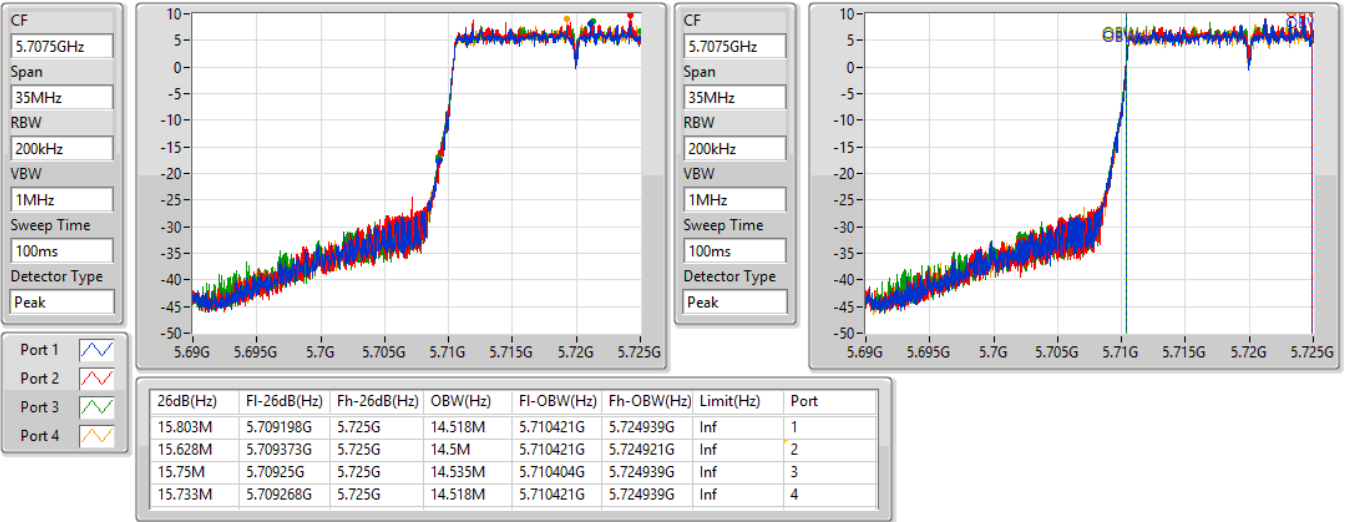 CF
5.7075GHz
Span
35MHz
RBW
200kHz
VBW
1MHz
Sweep Time
100ms
Detector Type
Peak
10
5
0
-5
-10
-15
-20
-25
-30
-35
-40
-45
-50
5.69G 5.695G 5.7G 5.705G 5.71G 5.715G 5.72G 5.725G
CF
5.7075GHz
Span
35MHz
RBW
200kHz
VBW
1MHz
Sweep Time
100ms
Detector Type
Peak
10
5
0
-5
-10
-15
-20
-25
-30
-35
-40
-45
-50
5.69G 5.695G 5.7G 5.705G 5.71G 5.715G 5.72G 5.725G
OBW
OBW
Port 1
Port 2
Port 3
Port 4
26dB(Hz) Fl-26dB(Hz) Fh-26dB(Hz) OBW(Hz) Fl-OBW(Hz) Fh-OBW(Hz) Limit(Hz) Port
15.803M 5.709198G 5.725G 14.518M 5.710421G 5.724939G Inf 1
15.628M 5.709373G 5.725G 14.5M 5.710421G 5.724921G Inf 2
15.75M 5.70925G 5.725G 14.535M 5.710404G 5.724939G Inf 3
15.733M 5.709268G 5.725G 14.518M 5.710421G 5.724939G Inf 4